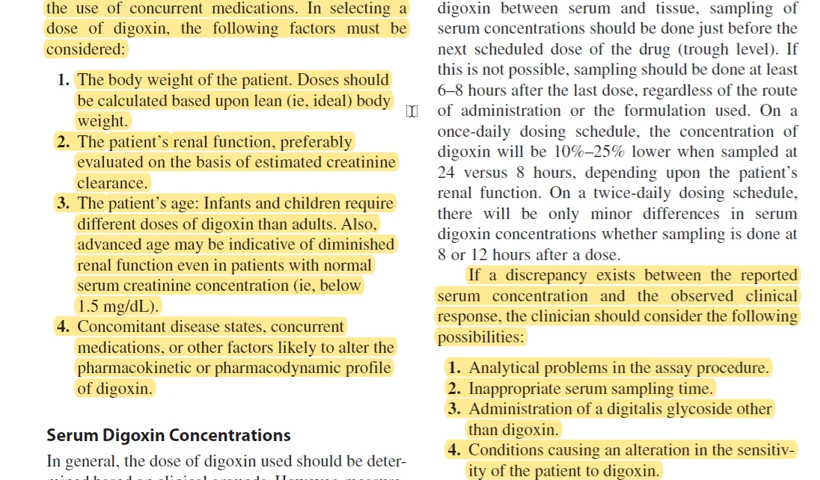 the use of concurrent medications. In selecting a
dose of digoxin, the following factors must be
considered:
1. The body weight of the patient. Doses should
be calculated based upon lean (ie, ideal) body
weight.
2. The patient's renal function, preferably
evaluated on the basis of estimated creatinine
clearance.
3. The patient's age: Infants and children require
different doses of digoxin than adults. Also,
advanced age may be indicative of diminished
renal function even in patients with normal
serum creatinine concentration (ie, below
1.5 mg/dL).
4. Concomitant disease states, concurrent
medications, or other factors likely to alter the
pharmacokinetic or pharmacodynamic profile
of digoxin.
Serum Digoxin Concentrations
In general, the dose of digoxin used should be deter-
digoxin between serum and tissue, sampling of
serum concentrations should be done just before the
next scheduled dose of the drug (trough level). If
this is not possible, sampling should be done at least
6–8 hours after the last dose, regardless of the route
of administration or the formulation used. On a
once-daily dosing schedule, the concentration of
digoxin will be 10%–25% lower when sampled at
24 versus 8 hours, depending upon the patient's
renal function. On a twice-daily dosing schedule,
there will be only minor differences in serum
digoxin concentrations whether sampling is done at
8 or 12 hours after a dose.
If a discrepancy exists between the reported
serum concentration and the observed clinical
response, the clinician should consider the following
possibilities:
1. Analytical problems in the assay procedure.
2. Inappropriate serum sampling time.
3. Administration of a digitalis glycoside other
than digoxin.
4. Conditions causing an alteration in the sensitiv-
ity of the patient to digoxin.